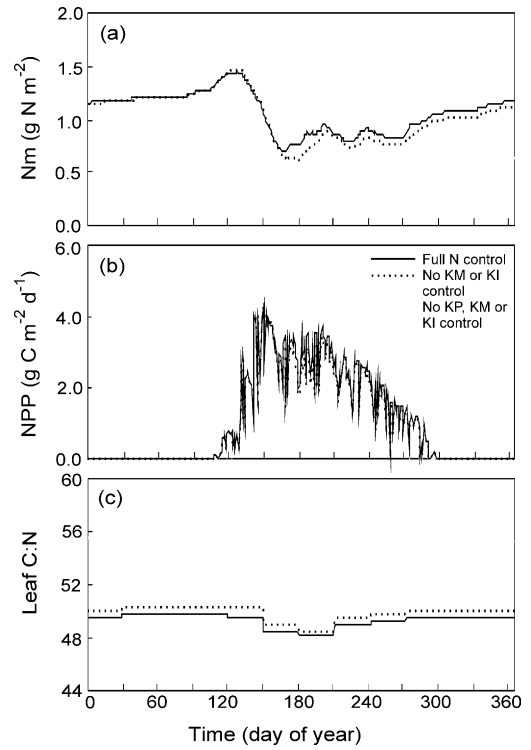 2.0
(a)
1.5
1.0
0.5
0.0
Nm (g N m⁻²)
6.0
(b)
Full N control
No KM or KI
control
No KP, KM or
KI control
4.0
2.0
0.0
NPP (g C m⁻² d⁻¹)
60
(c)
56
52
48
44
Leaf C:N
0 60 120 180 240 300 360
Time (day of year)